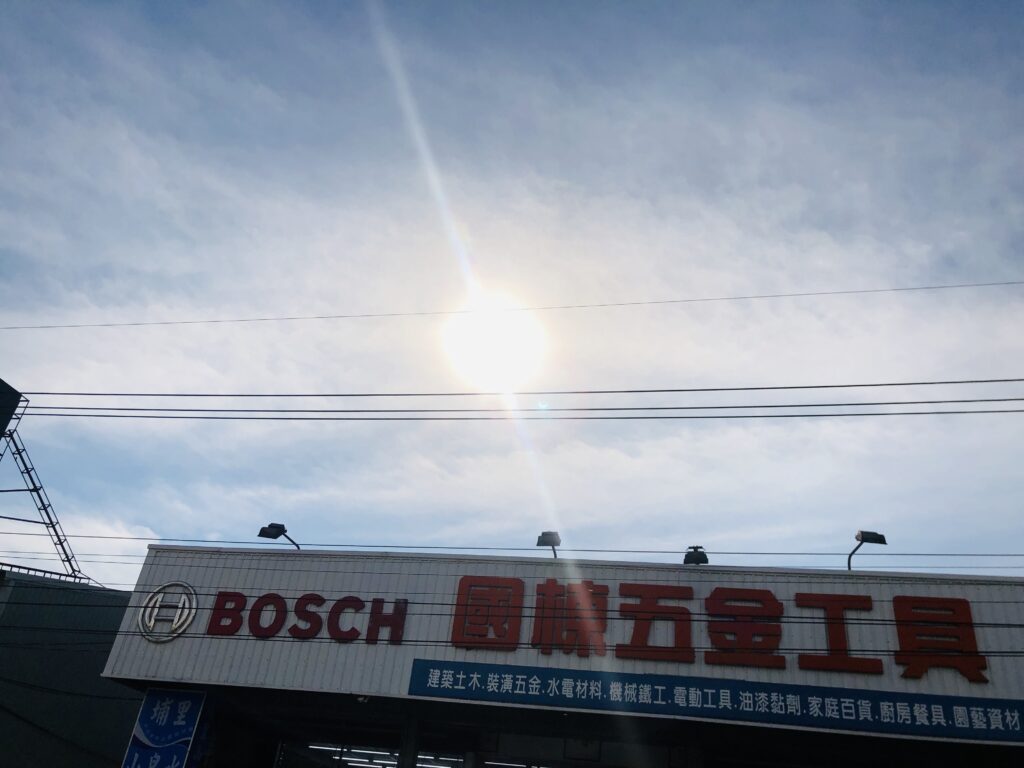 BOSCH 國標五金工具
建築土木.裝潢五金.水電材料.機械鐵工.電動工具.油漆黏劑.家庭百貨.廚房餐具.園藝資材
埔里